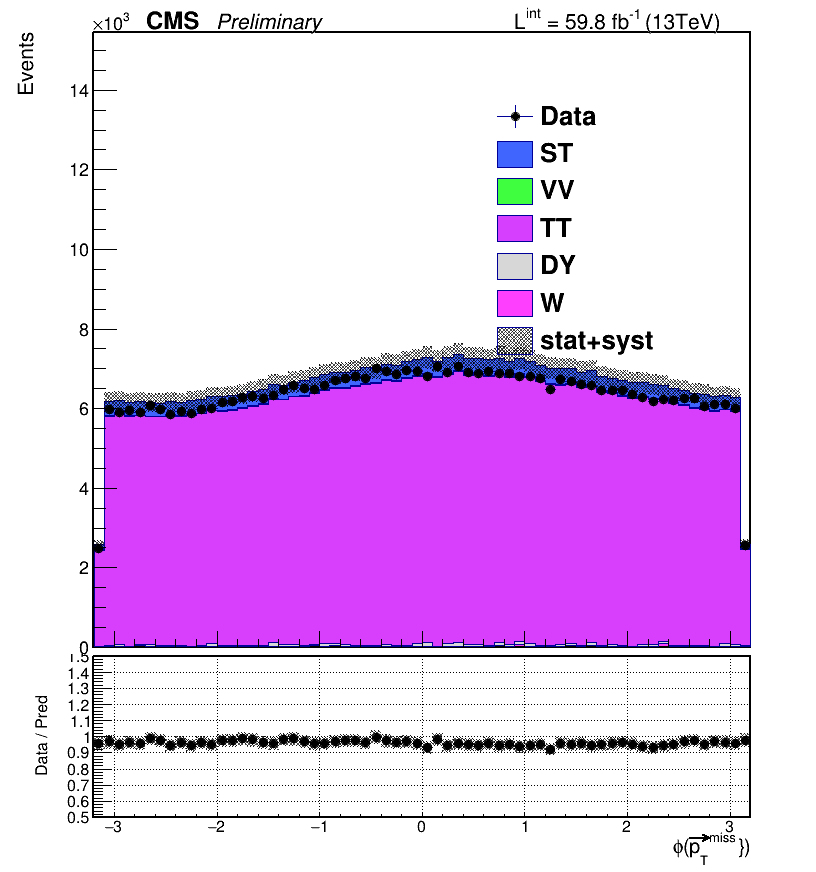 ×10³ CMS Preliminary L^int = 59.8 fb⁻¹ (13TeV)
Events
14
12
10
8
6
4
2
0
Data
ST
VV
TT
DY
W
stat+syst
Data / Pred
1.5
1.4
1.3
1.2
1.1
1
0.9
0.8
0.7
0.6
0.5
−3 −2 −1 0 1 2 3
ϕ(p⃗_T^miss})